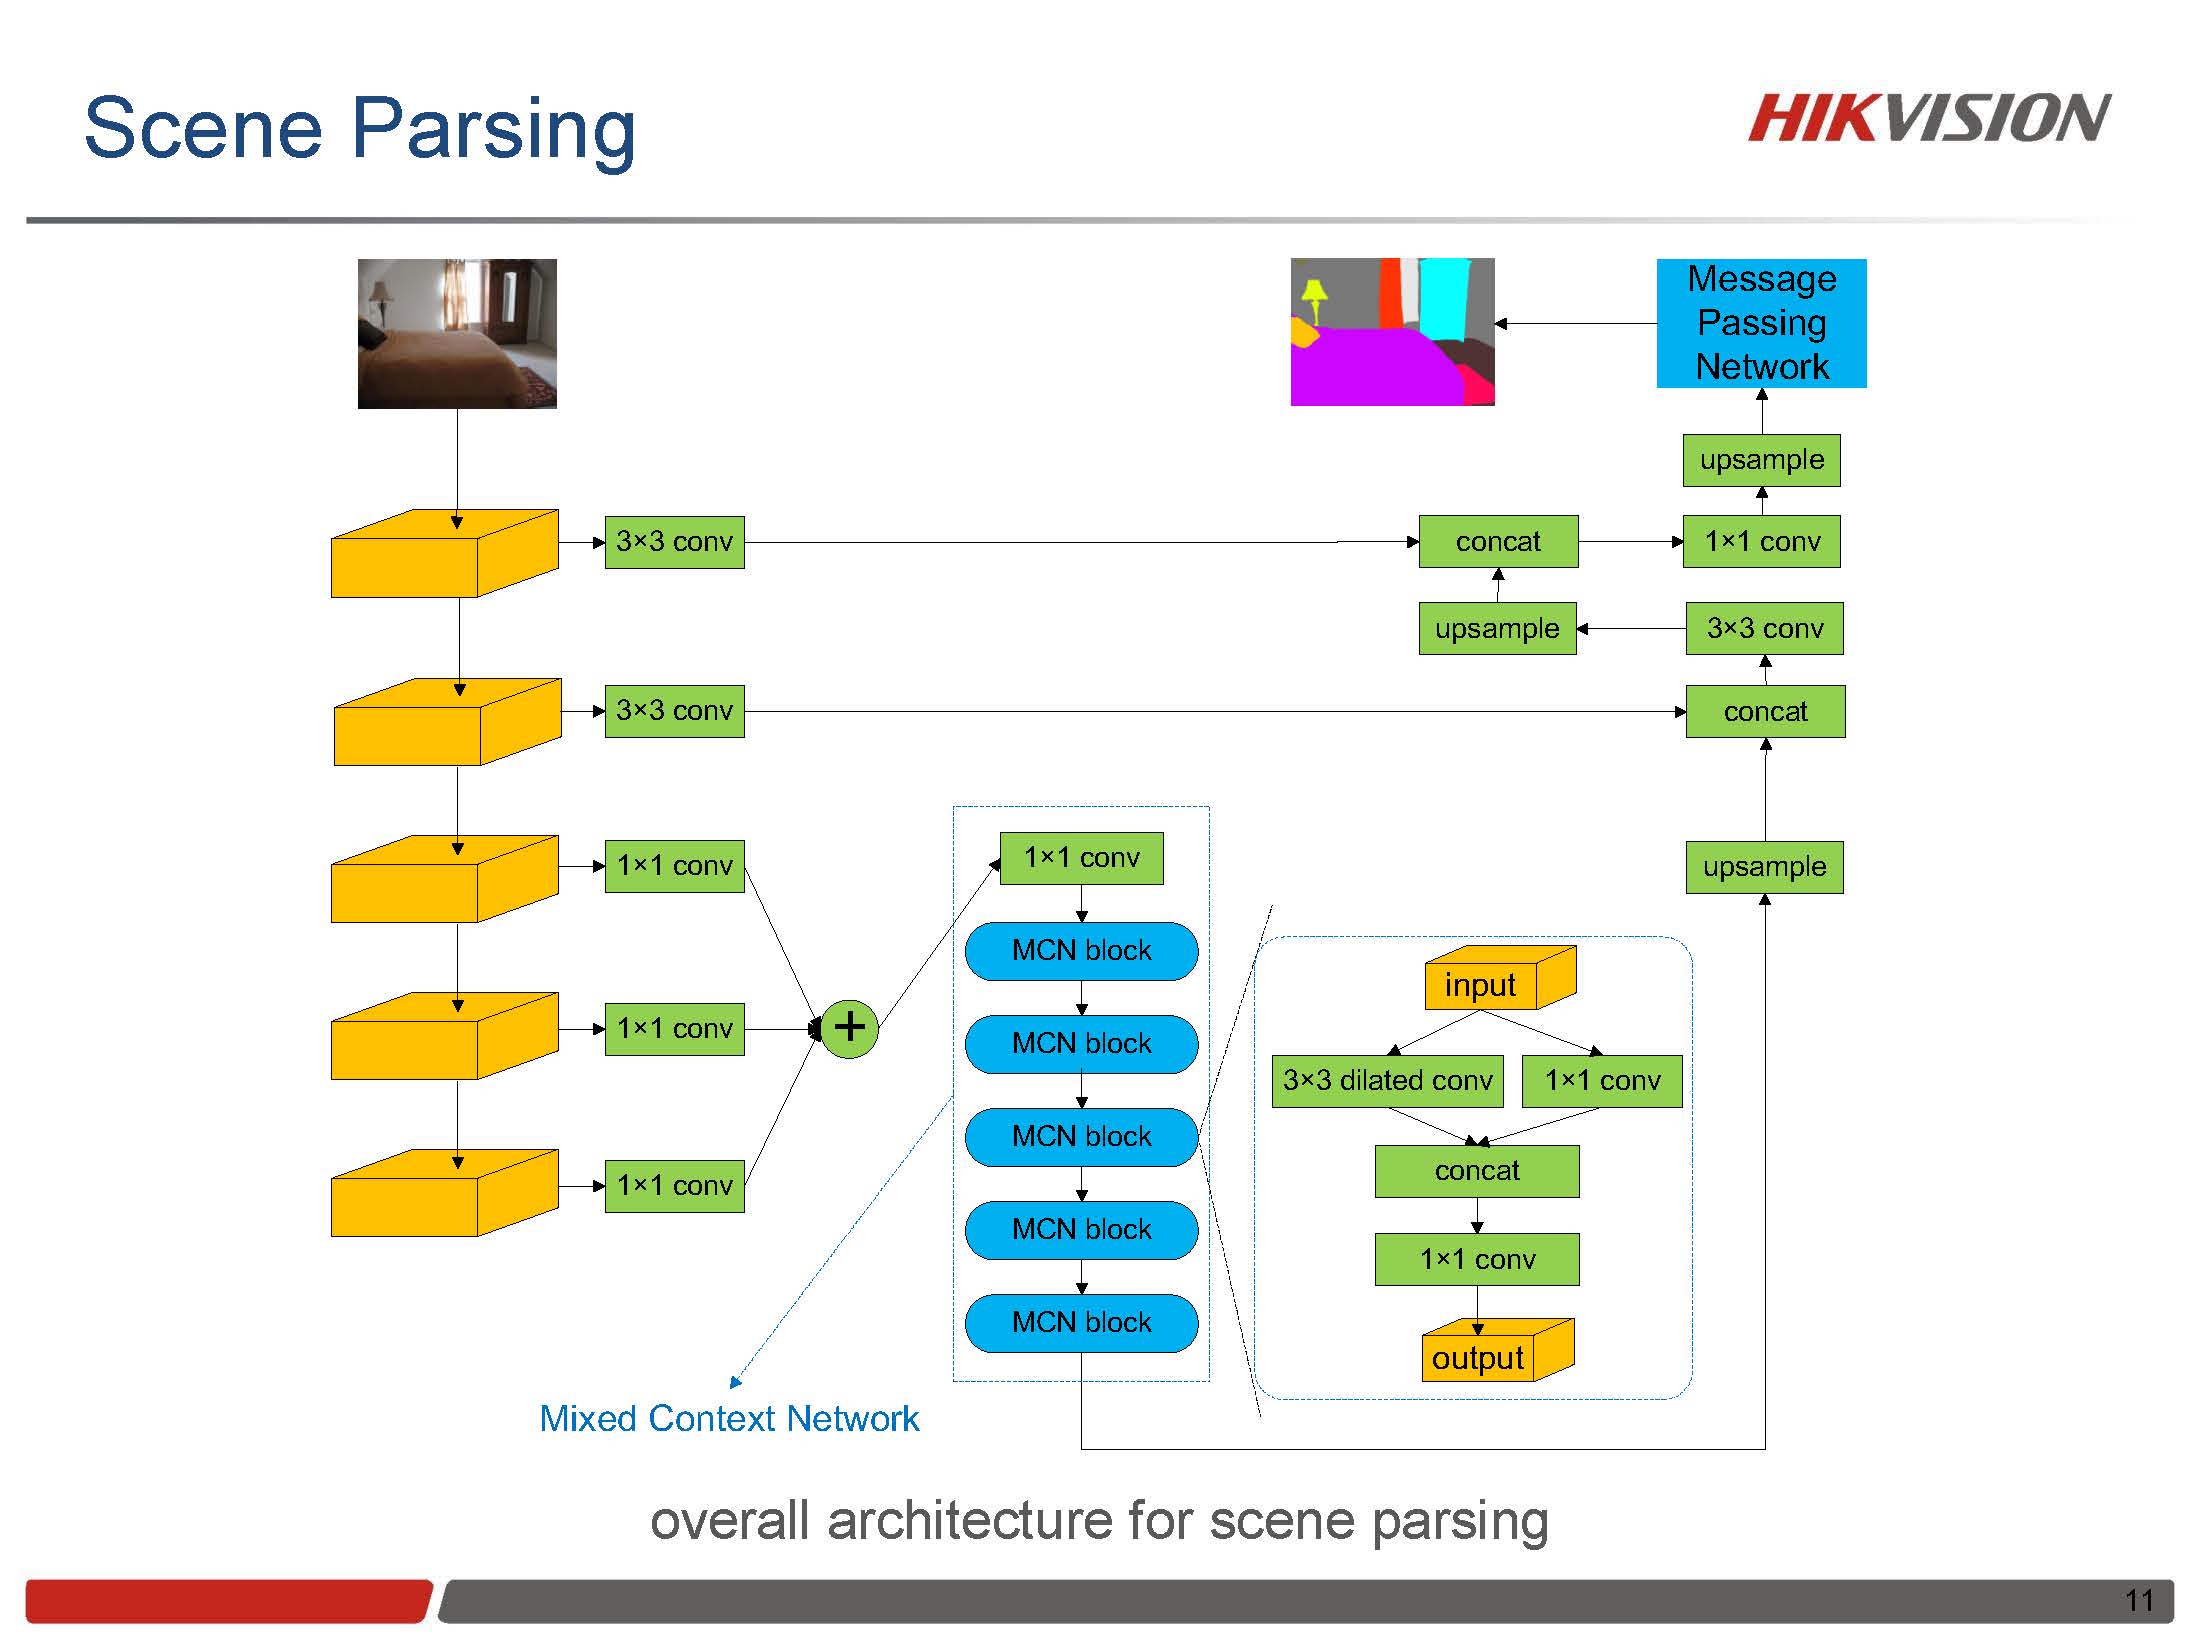 Scene Parsing
HIKVISION
Message
Passing
Network
upsample
3×3 conv
concat
1×1 conv
upsample
3×3 conv
3×3 conv
concat
1×1 conv
1×1 conv
upsample
MCN block
input
1×1 conv
MCN block
3×3 dilated conv
1×1 conv
MCN block
concat
1×1 conv
MCN block
1×1 conv
MCN block
output
Mixed Context Network
overall architecture for scene parsing
11